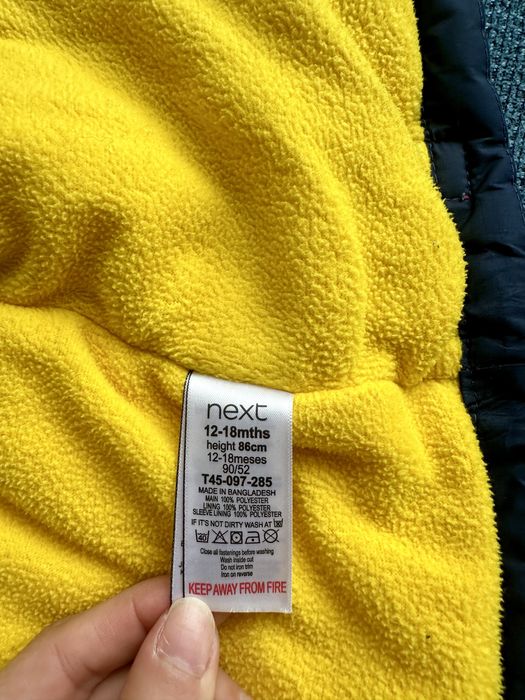 next
12-18mths
height 86cm
12-18meses
90/52
T45-097-285
MADE IN BANGLADESH
MAIN 100% POLYESTER
LINING 100% POLYESTER
SLEEVE LINING 100% POLYESTER
IF IT'S NOT DIRTY WASH AT 30
40
Close all fastenings before washing
Wash inside out
Do not iron trim
Iron on reverse
KEEP AWAY FROM FIRE